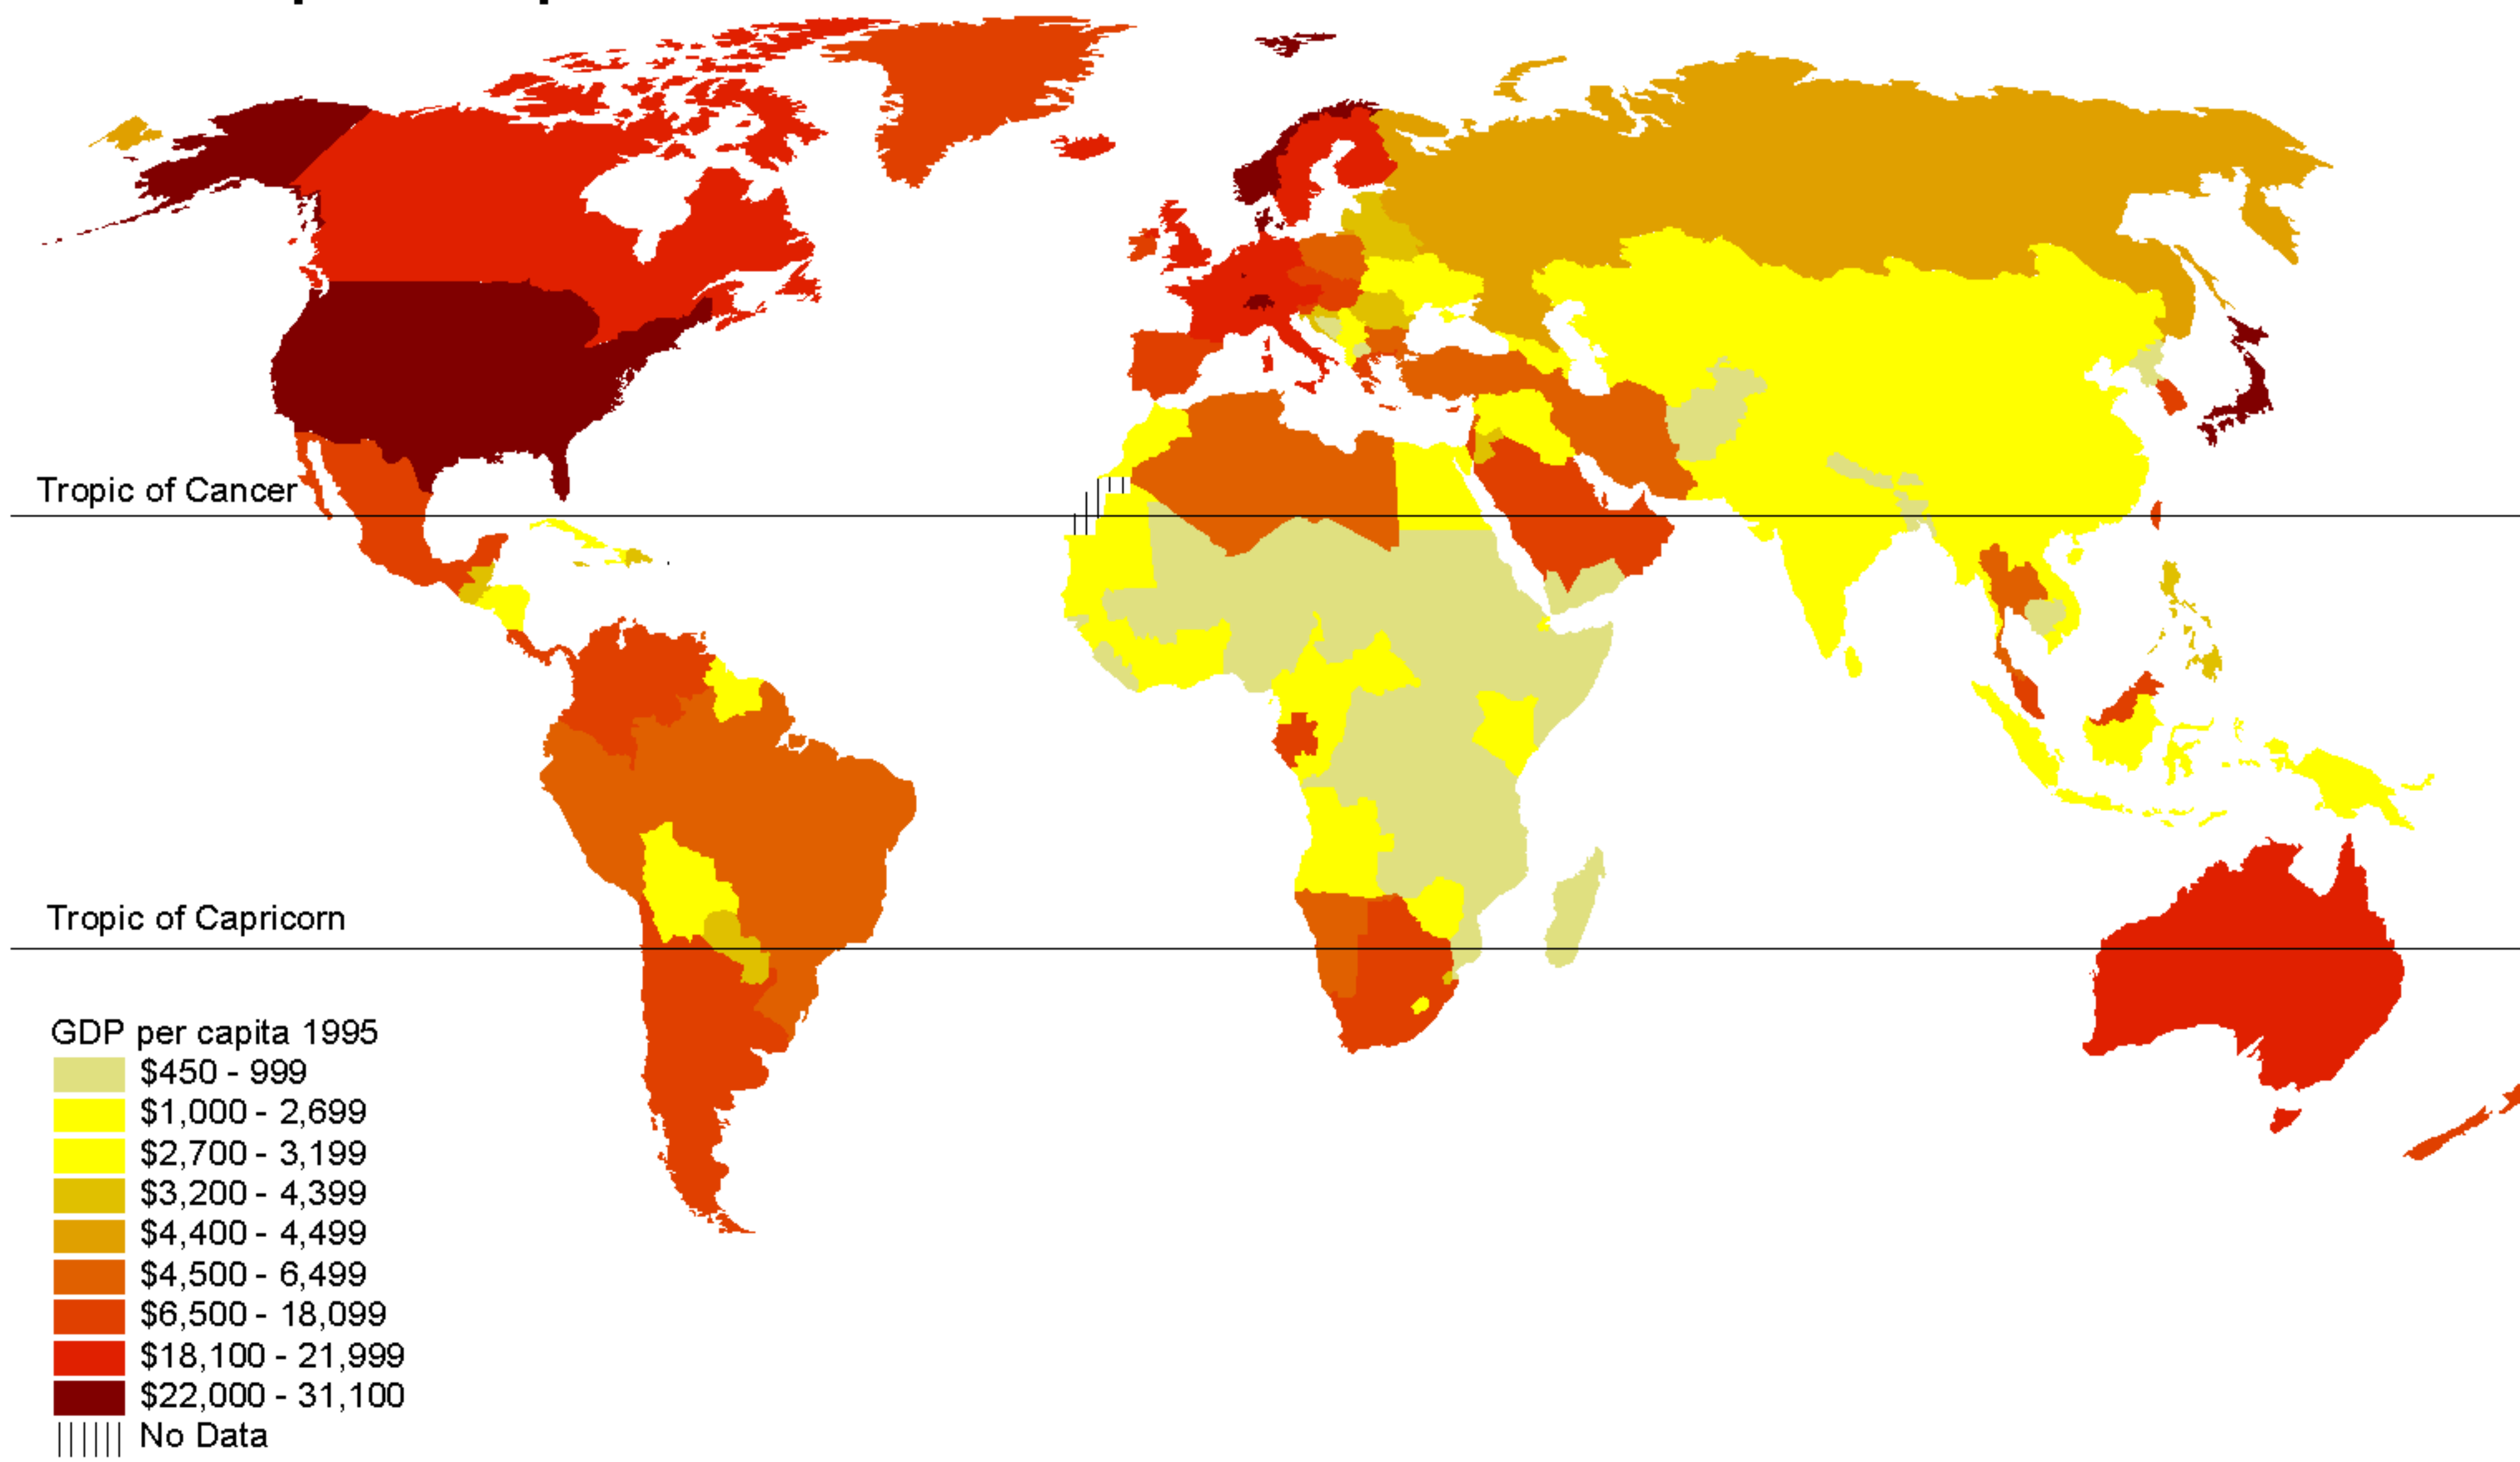 Tropic of Cancer
Tropic of Capricorn
GDP per capita 1995
$450 - 999
$1,000 - 2,699
$2,700 - 3,199
$3,200 - 4,399
$4,400 - 4,499
$4,500 - 6,499
$6,500 - 18,099
$18,100 - 21,999
$22,000 - 31,100
No Data